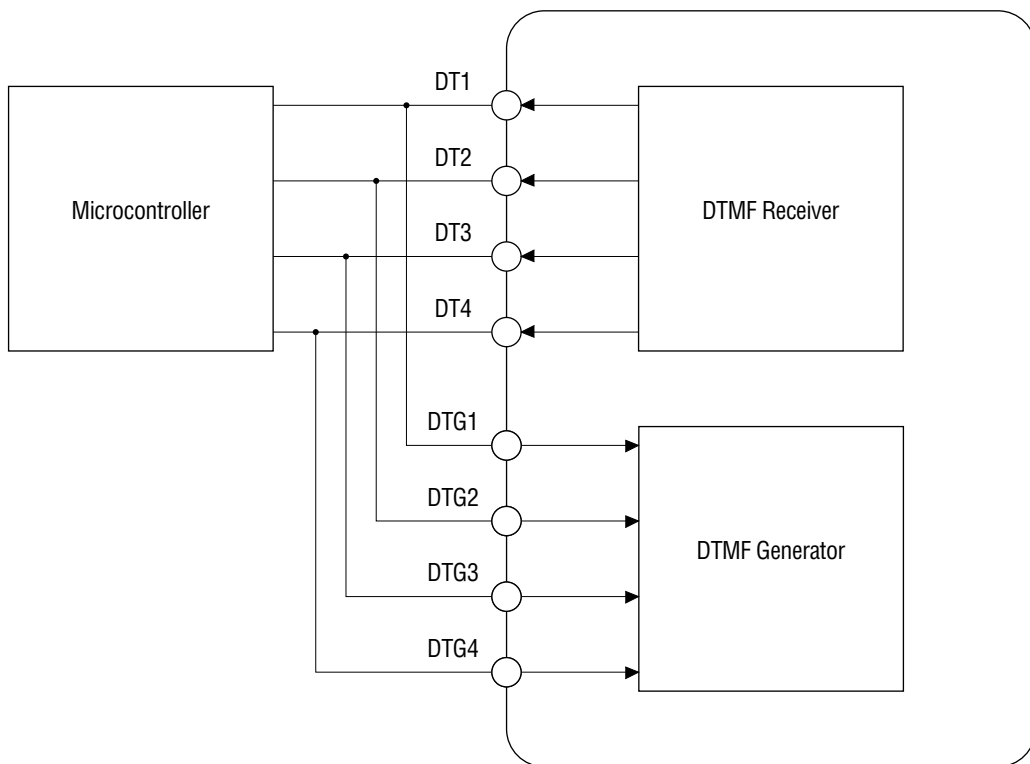 DT1
DT2
Microcontroller
DTMF Receiver
DT3
DT4
DTG1
DTG2
DTMF Generator
DTG3
DTG4